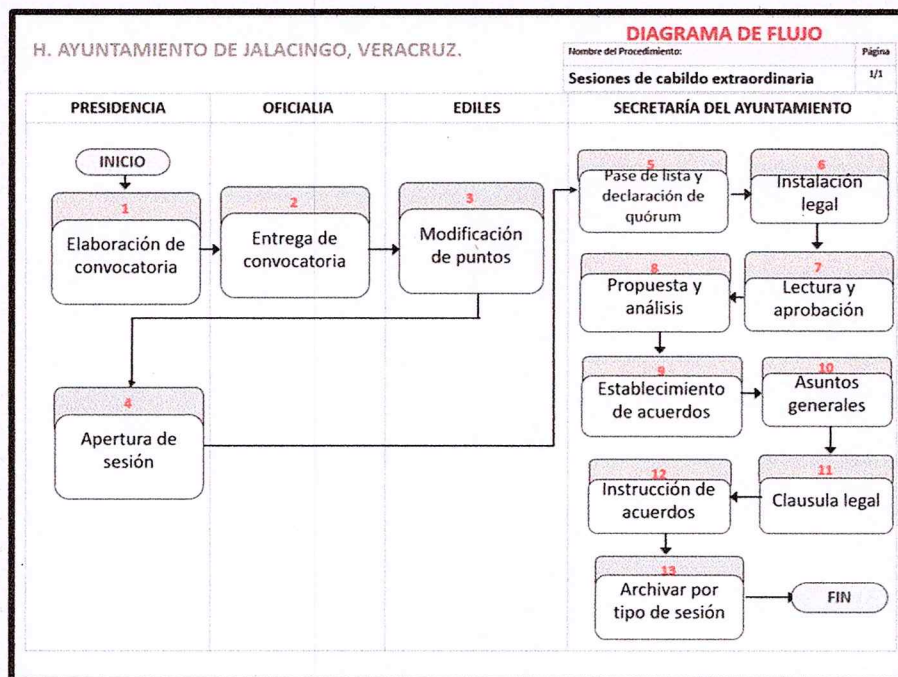 DIAGRAMA DE FLUJO
H. AYUNTAMIENTO DE JALACINGO, VERACRUZ.
Nombre del Procedimiento:
Página
Sesiones de cabildo extraordinaria
1/1
PRESIDENCIA
OFICIALIA
EDILES
SECRETARÍA DEL AYUNTAMIENTO
INICIO
1
Elaboración de
convocatoria
2
Entrega de
convocatoria
3
Modificación
de puntos
4
Apertura de
sesión
5
Pase de lista y
declaración de
quórum
6
Instalación
legal
7
Lectura y
aprobación
8
Propuesta y
análisis
9
Establecimiento
de acuerdos
10
Asuntos
generales
11
Clausula legal
12
Instrucción de
acuerdos
13
Archivar por
tipo de sesión
FIN